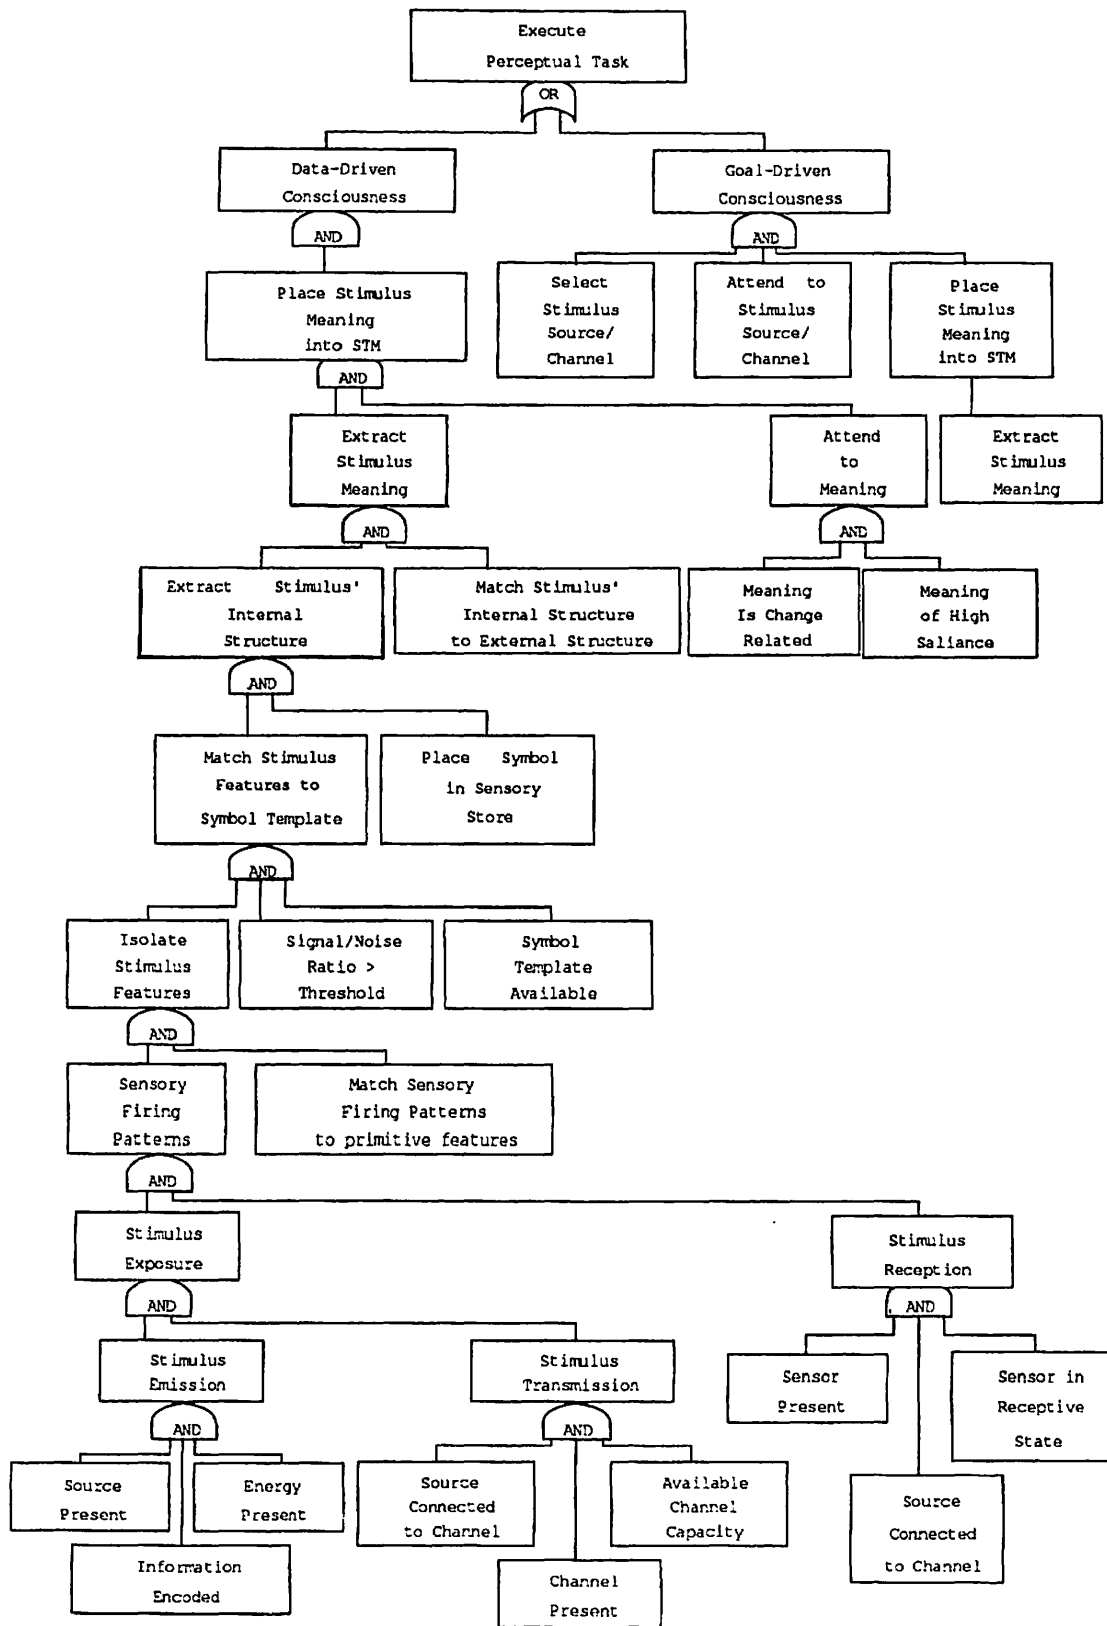 Execute
Perceptual Task
OR
Data-Driven
Consciousness
Goal-Driven
Consciousness
AND
AND
Place Stimulus
Meaning
into STM
Select
Stimulus
Source/
Channel
Attend to
Stimulus
Source/
Channel
Place
Stimulus
Meaning
into STM
AND
Extract
Stimulus
Meaning
Attend
to
Meaning
Extract
Stimulus
Meaning
AND
AND
Extract Stimulus'
Internal
Structure
Match Stimulus'
Internal Structure
to External Structure
Meaning
Is Change
Related
Meaning
of High
Saliance
AND
Match Stimulus
Features to
Symbol Template
Place Symbol
in Sensory
Store
AND
Isolate
Stimulus
Features
Signal/Noise
Ratio >
Threshold
Symbol
Template
Available
AND
Sensory
Firing
Patterns
Match Sensory
Firing Patterns
to primitive features
AND
Stimulus
Exposure
Stimulus
Reception
AND
AND
Stimulus
Emission
Stimulus
Transmission
Sensor
Present
Sensor in
Receptive
State
AND
AND
Source
Present
Energy
Present
Source
Connected
to Channel
Available
Channel
Capacity
Source
Connected
to Channel
Information
Encoded
Channel
Present